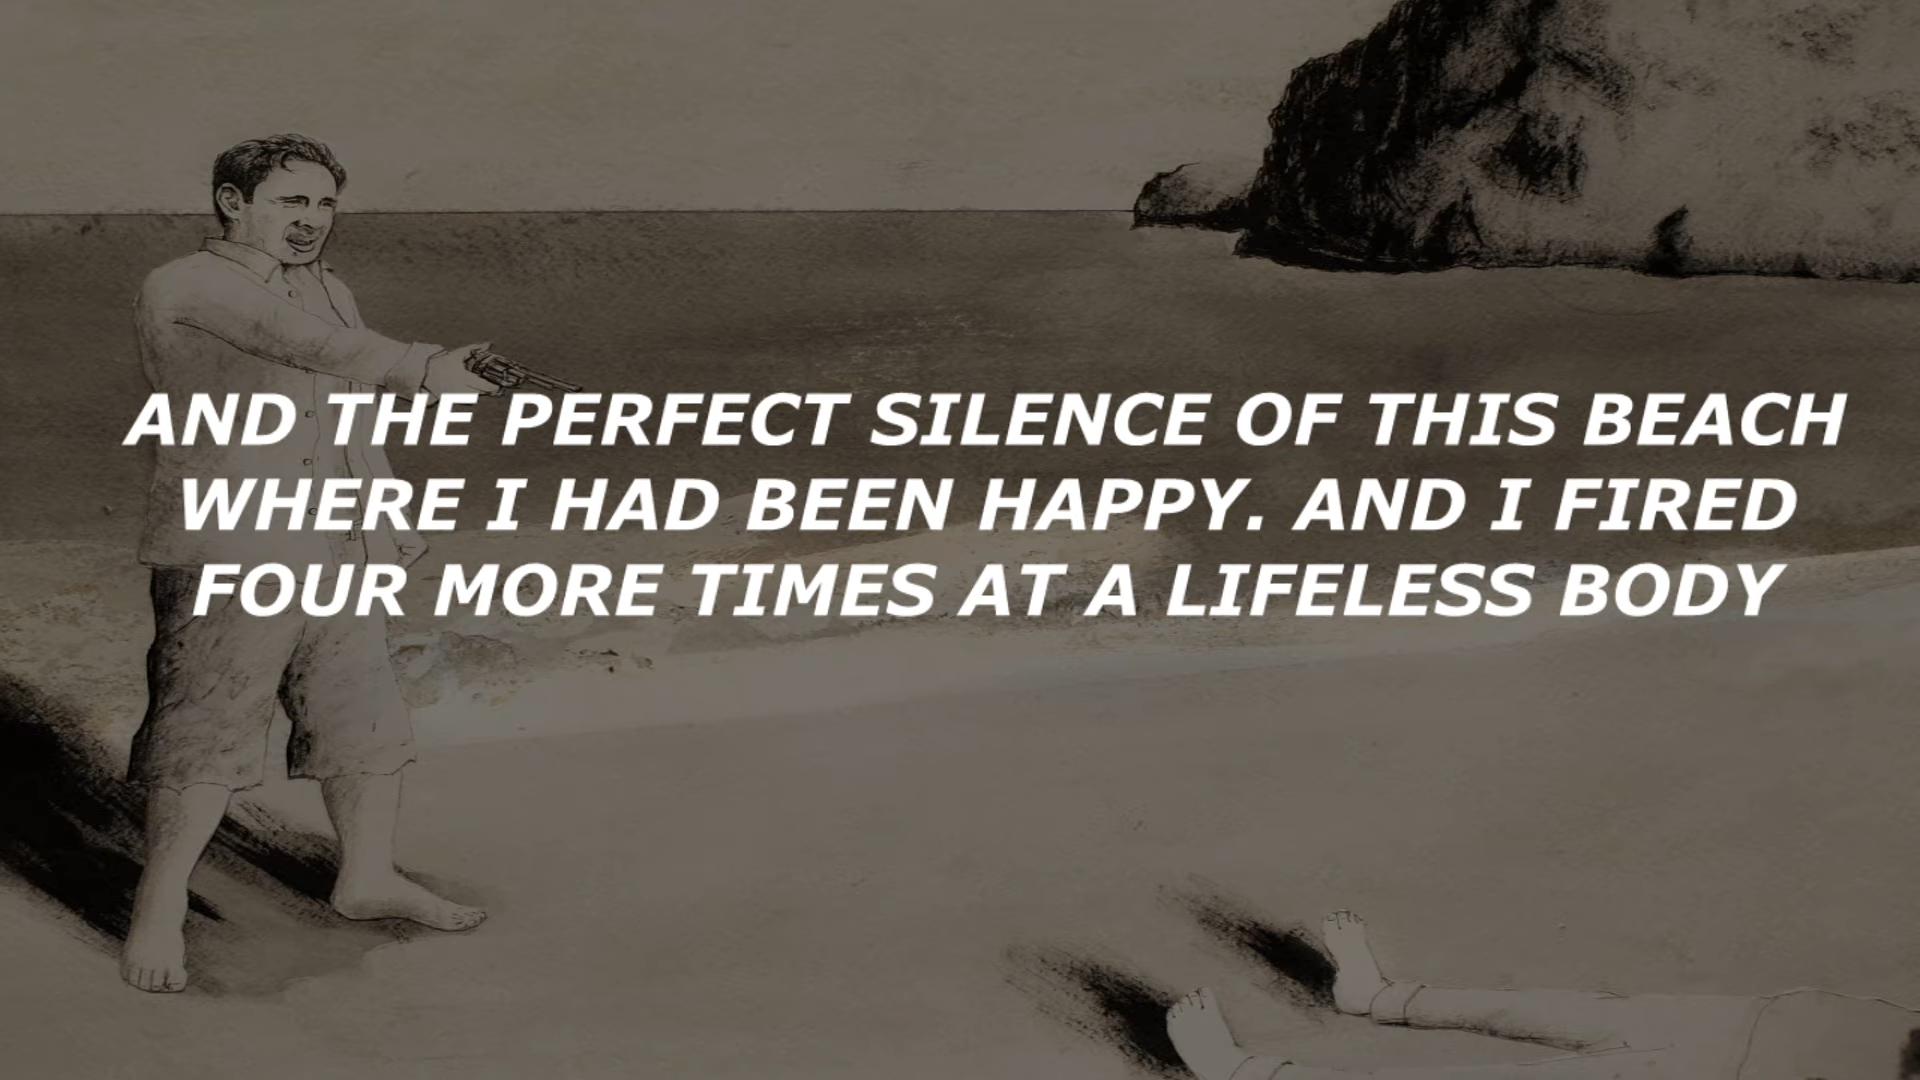 AND THE PERFECT SILENCE OF THIS BEACH
WHERE I HAD BEEN HAPPY. AND I FIRED
FOUR MORE TIMES AT A LIFELESS BODY